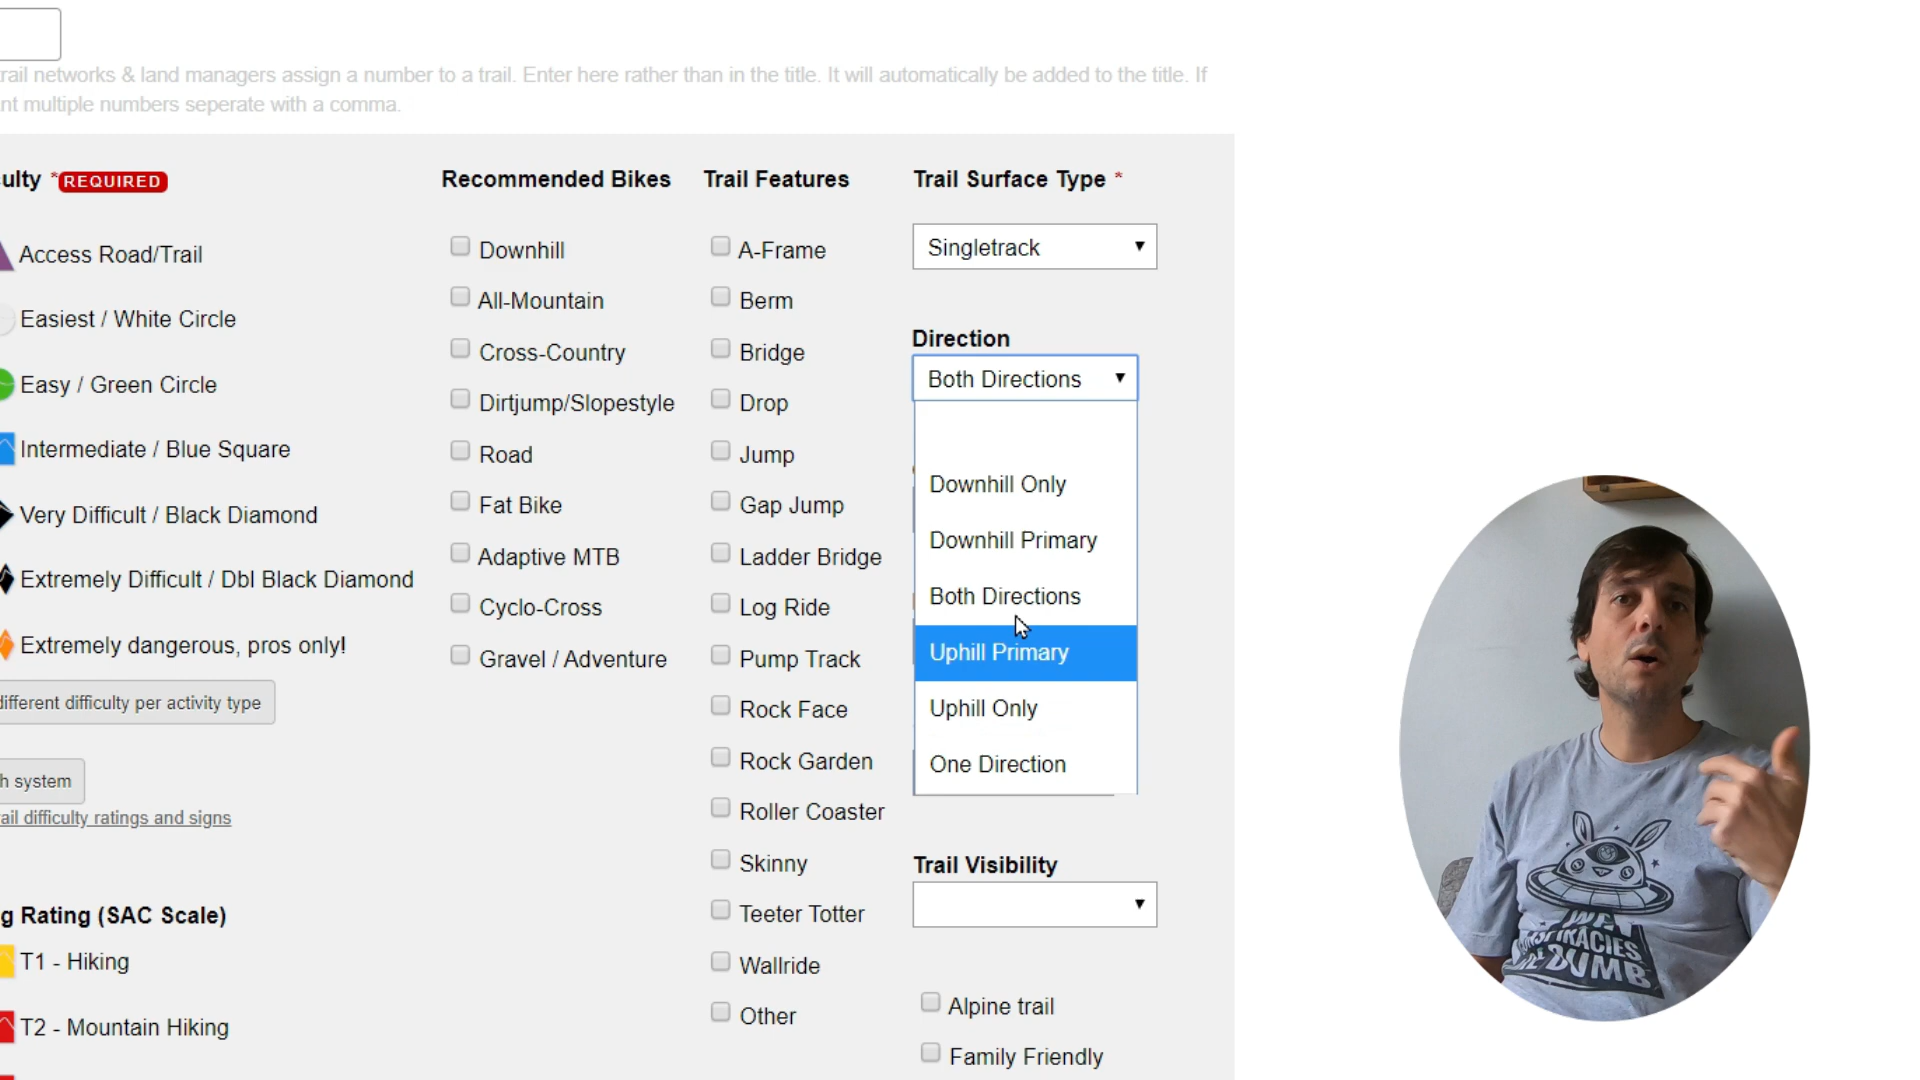 rail networks & land managers assign a number to a trail. Enter here rather than in the title. It will automatically be added to the title. If
nt multiple numbers seperate with a comma.
ulty * REQUIRED
Access Road/Trail
Easiest / White Circle
Easy / Green Circle
Intermediate / Blue Square
Very Difficult / Black Diamond
Extremely Difficult / Dbl Black Diamond
Extremely dangerous, pros only!
different difficulty per activity type
h system
ail difficulty ratings and signs
g Rating (SAC Scale)
T1 - Hiking
T2 - Mountain Hiking
Recommended Bikes
Downhill
All-Mountain
Cross-Country
Dirtjump/Slopestyle
Road
Fat Bike
Adaptive MTB
Cyclo-Cross
Gravel / Adventure
Trail Features
A-Frame
Berm
Bridge
Drop
Jump
Gap Jump
Ladder Bridge
Log Ride
Pump Track
Rock Face
Rock Garden
Roller Coaster
Skinny
Teeter Totter
Wallride
Other
Trail Surface Type *
Singletrack
Direction
Both Directions
Downhill Only
Downhill Primary
Both Directions
Uphill Primary
Uphill Only
One Direction
Trail Visibility
Alpine trail
Family Friendly
DUMB